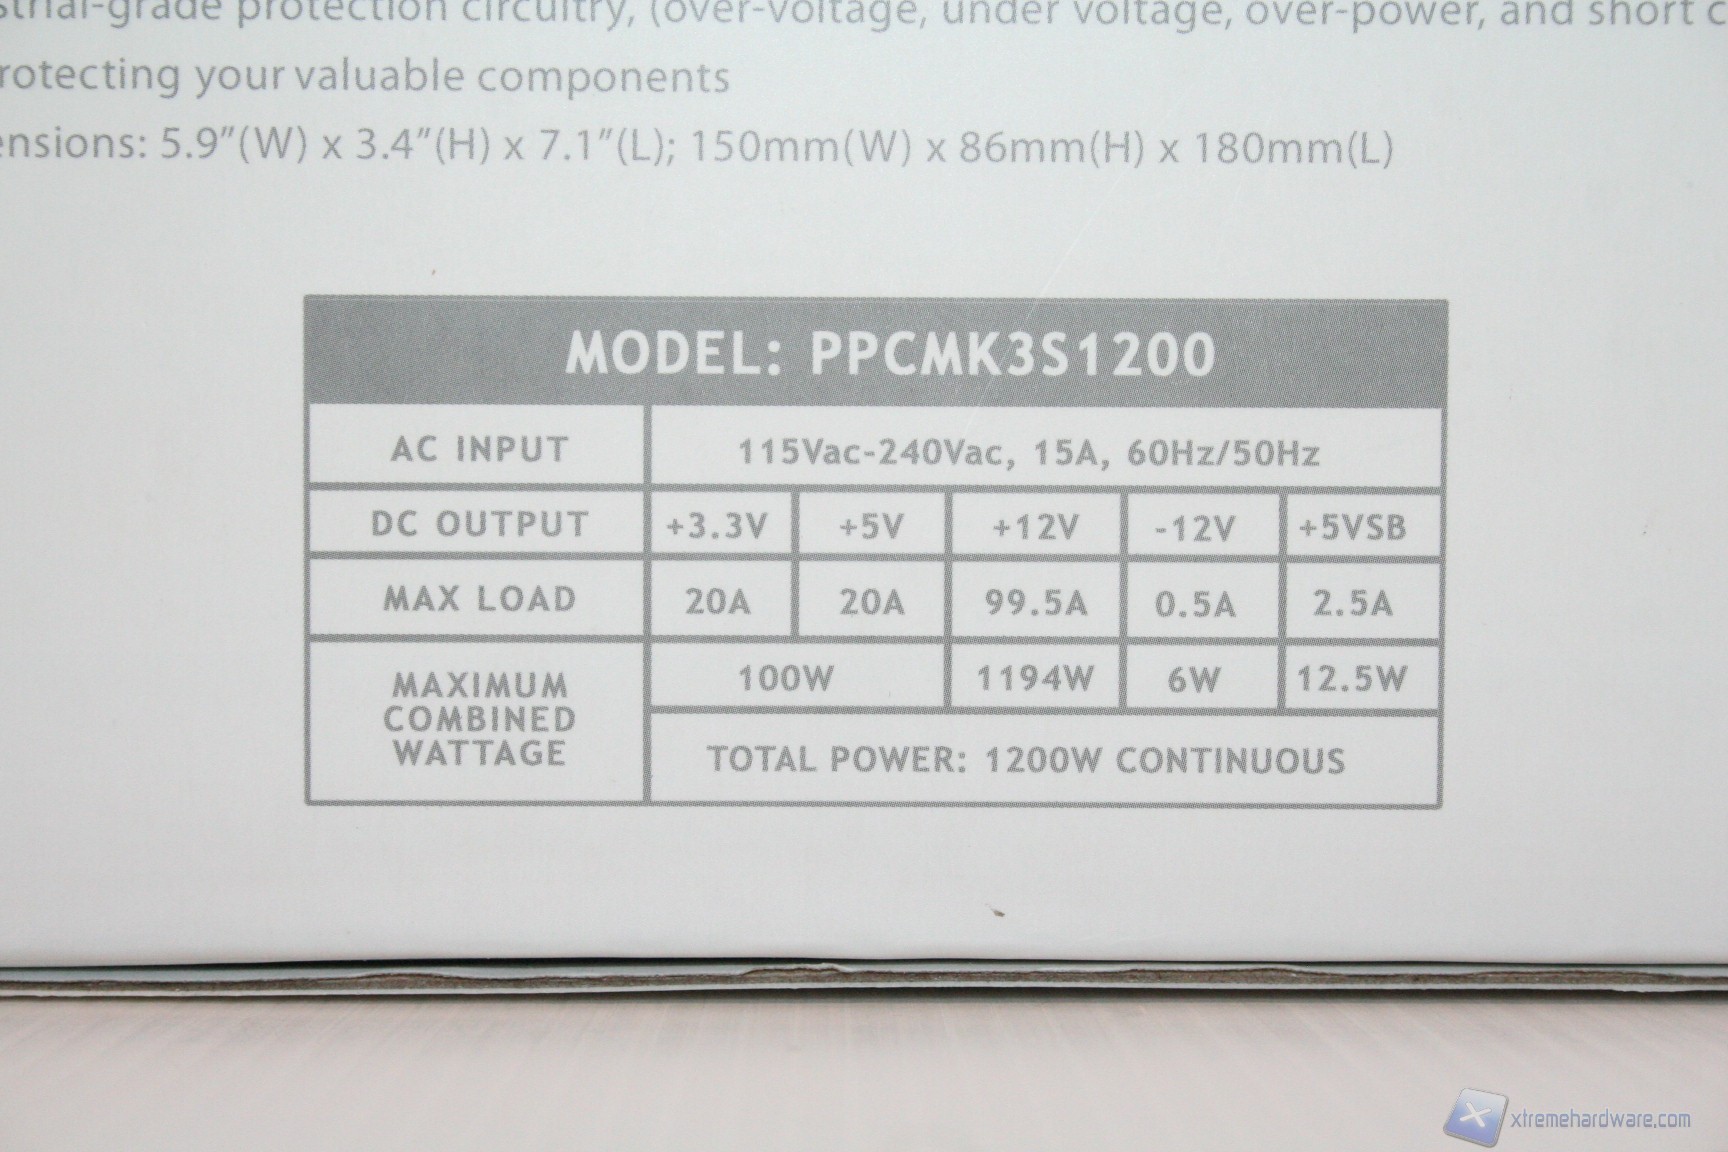 strial-grade protection circuitry, (over-voltage, under voltage, over-power, and short c
rotecting your valuable components
ensions: 5.9”(W) x 3.4”(H) x 7.1”(L); 150mm(W) x 86mm(H) x 180mm(L)
MODEL: PPCMK3S1200
AC INPUT 115Vac-240Vac, 15A, 60Hz/50Hz
DC OUTPUT +3.3V +5V +12V -12V +5VSB
MAX LOAD 20A 20A 99.5A 0.5A 2.5A
MAXIMUM
COMBINED
WATTAGE
100W 1194W 6W 12.5W
TOTAL POWER: 1200W CONTINUOUS
xtremehardware.com